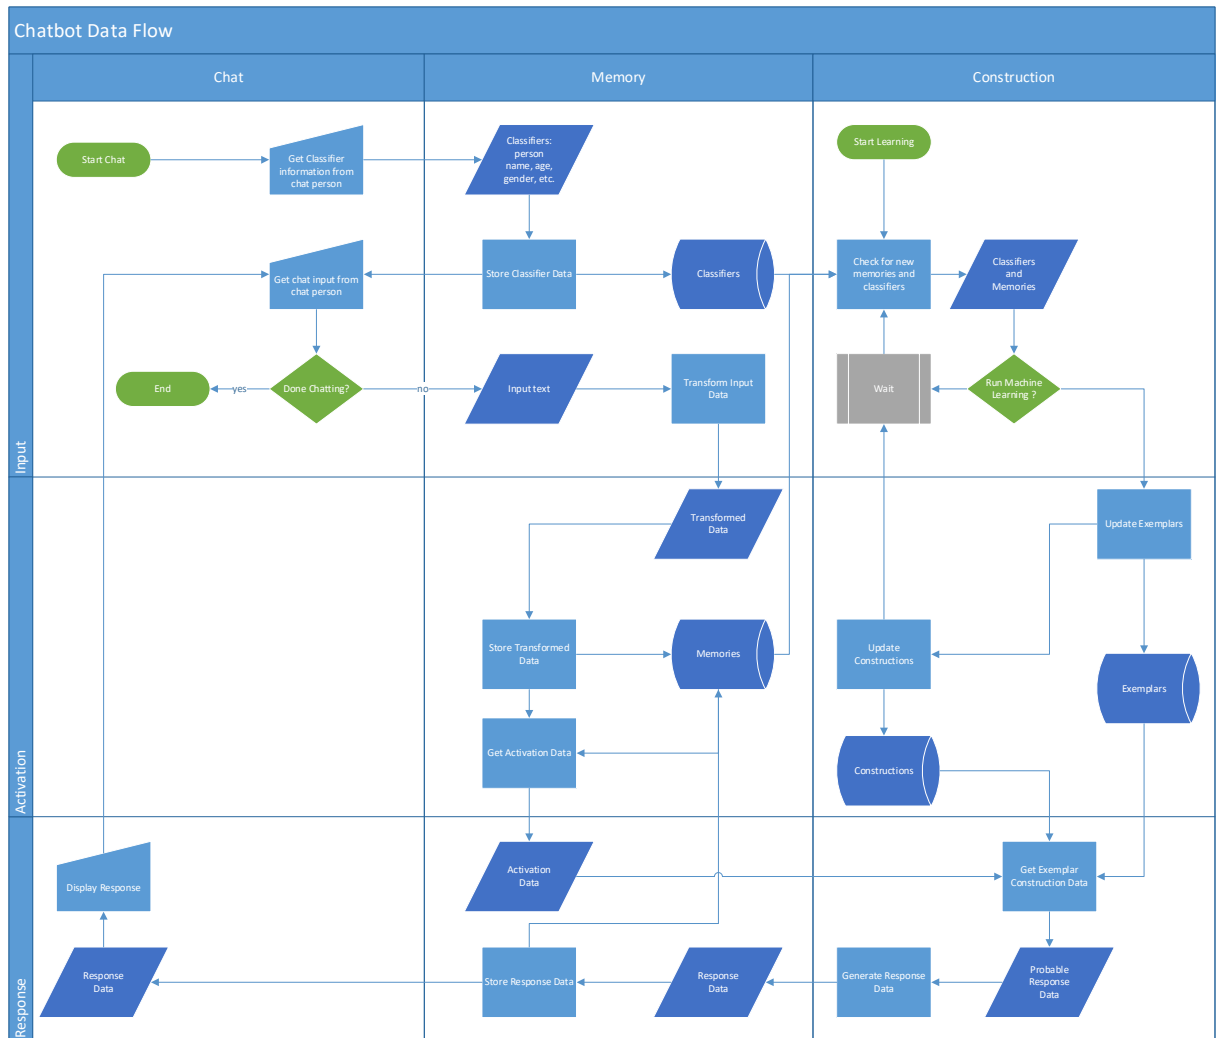 Chatbot Data Flow
Chat
Memory
Construction
Input
Start Chat
Get Classifier
information from
chat person
Classifiers:
person
name, age,
gender, etc.
Start Learning
Get chat input from
chat person
Store Classifier Data
Classifiers
Check for new
memories and
classifiers
Classifiers
and
Memories
End
yes
Done Chatting?
no
Input text
Transform Input
Data
Wait
Run Machine
Learning ?
Activation
Transformed
Data
Update Exemplars
Store Transformed
Data
Memories
Update
Constructions
Exemplars
Get Activation Data
Constructions
Response
Display Response
Activation
Data
Get Exemplar
Construction Data
Response
Data
Store Response Data
Response
Data
Generate Response
Data
Probable
Response
Data